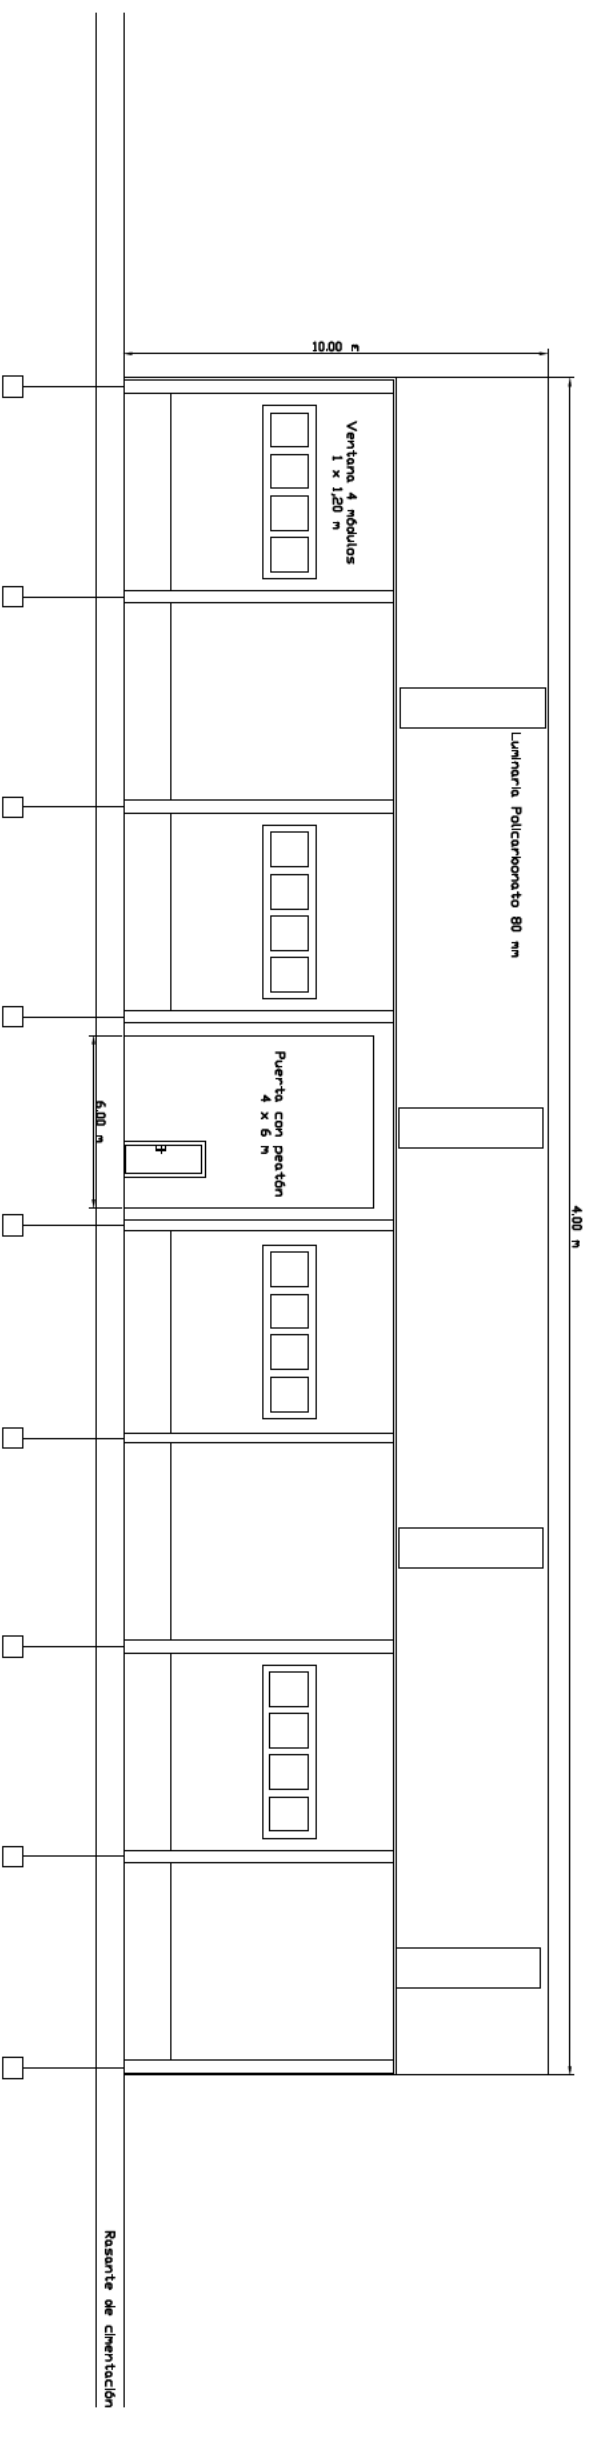 4.00 m
10.00 m
Luminaria Policarbonato 80 mm
Ventana 4 módulos
1 x 1,20 m
Puerta con peatón
4 x 6 m
6.00 m
Rasante de cimentación